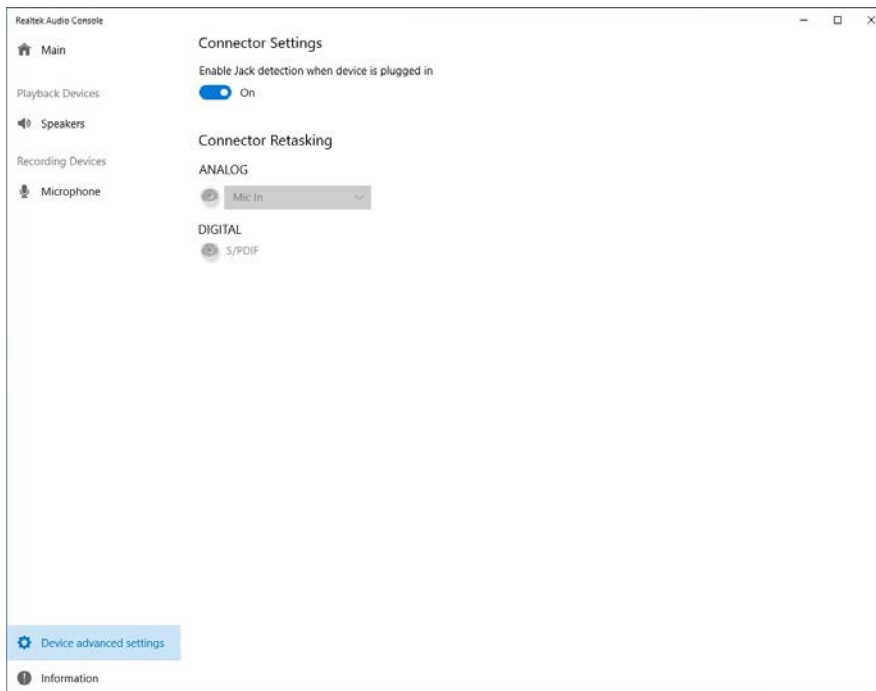 Realtek Audio Console
Main
Playback Devices
Speakers
Recording Devices
Microphone
Device advanced settings
Information
Connector Settings
Enable Jack detection when device is plugged in
On
Connector Retasking
ANALOG
Mic In
DIGITAL
S/PDIF